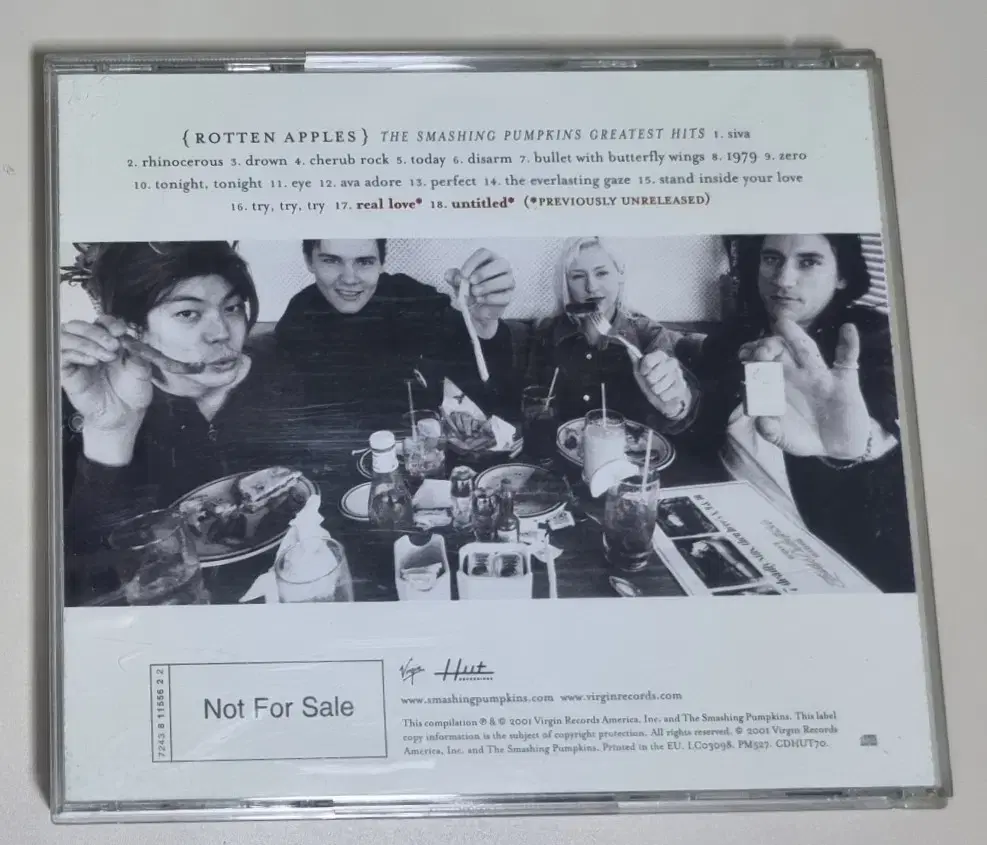 {ROTTEN APPLES} THE SMASHING PUMPKINS GREATEST HITS 1. siva
2. rhinocerous 3. drown 4. cherub rock 5. today 6. disarm 7. bullet with butterfly wings 8. 1979 9. zero
10. tonight, tonight 11. eye 12. ava adore 13. perfect 14. the everlasting gaze 15. stand inside your love
16. try, try, try 17. real love* 18. untitled* (*PREVIOUSLY UNRELEASED)
7243 8 11556 2 2
Not For Sale
Virgin Hut
RECORDINGS
www.smashingpumpkins.com www.virginrecords.com
This compilation ℗ & © 2001 Virgin Records America, Inc. and The Smashing Pumpkins. This label
copy information is the subject of copyright protection. All rights reserved. © 2001 Virgin Records
America, Inc. and The Smashing Pumpkins. Printed in the EU. LC03098. PM527. CDHUT70.